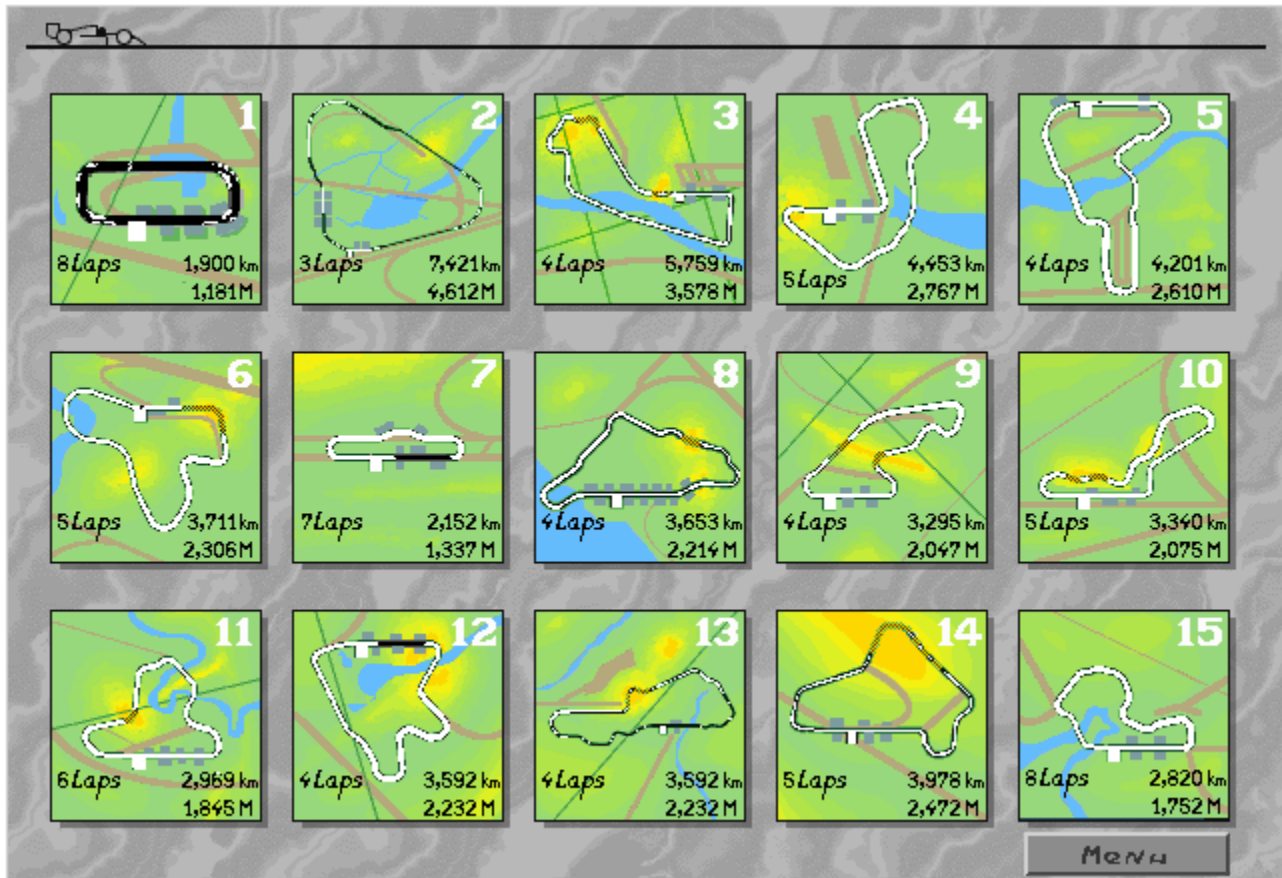 1
8 Laps 1,900 km
1,181 M
2
3 Laps 7,421 km
4,612 M
3
4 Laps 5,759 km
3,578 M
4
5 Laps 4,453 km
2,767 M
5
4 Laps 4,201 km
2,610 M
6
5 Laps 3,711 km
2,306 M
7
7 Laps 2,152 km
1,337 M
8
4 Laps 3,653 km
2,214 M
9
4 Laps 3,295 km
2,047 M
10
5 Laps 3,340 km
2,075 M
11
6 Laps 2,969 km
1,845 M
12
4 Laps 3,592 km
2,232 M
13
4 Laps 3,592 km
2,232 M
14
5 Laps 3,978 km
2,472 M
15
8 Laps 2,820 km
1,752 M
Menu